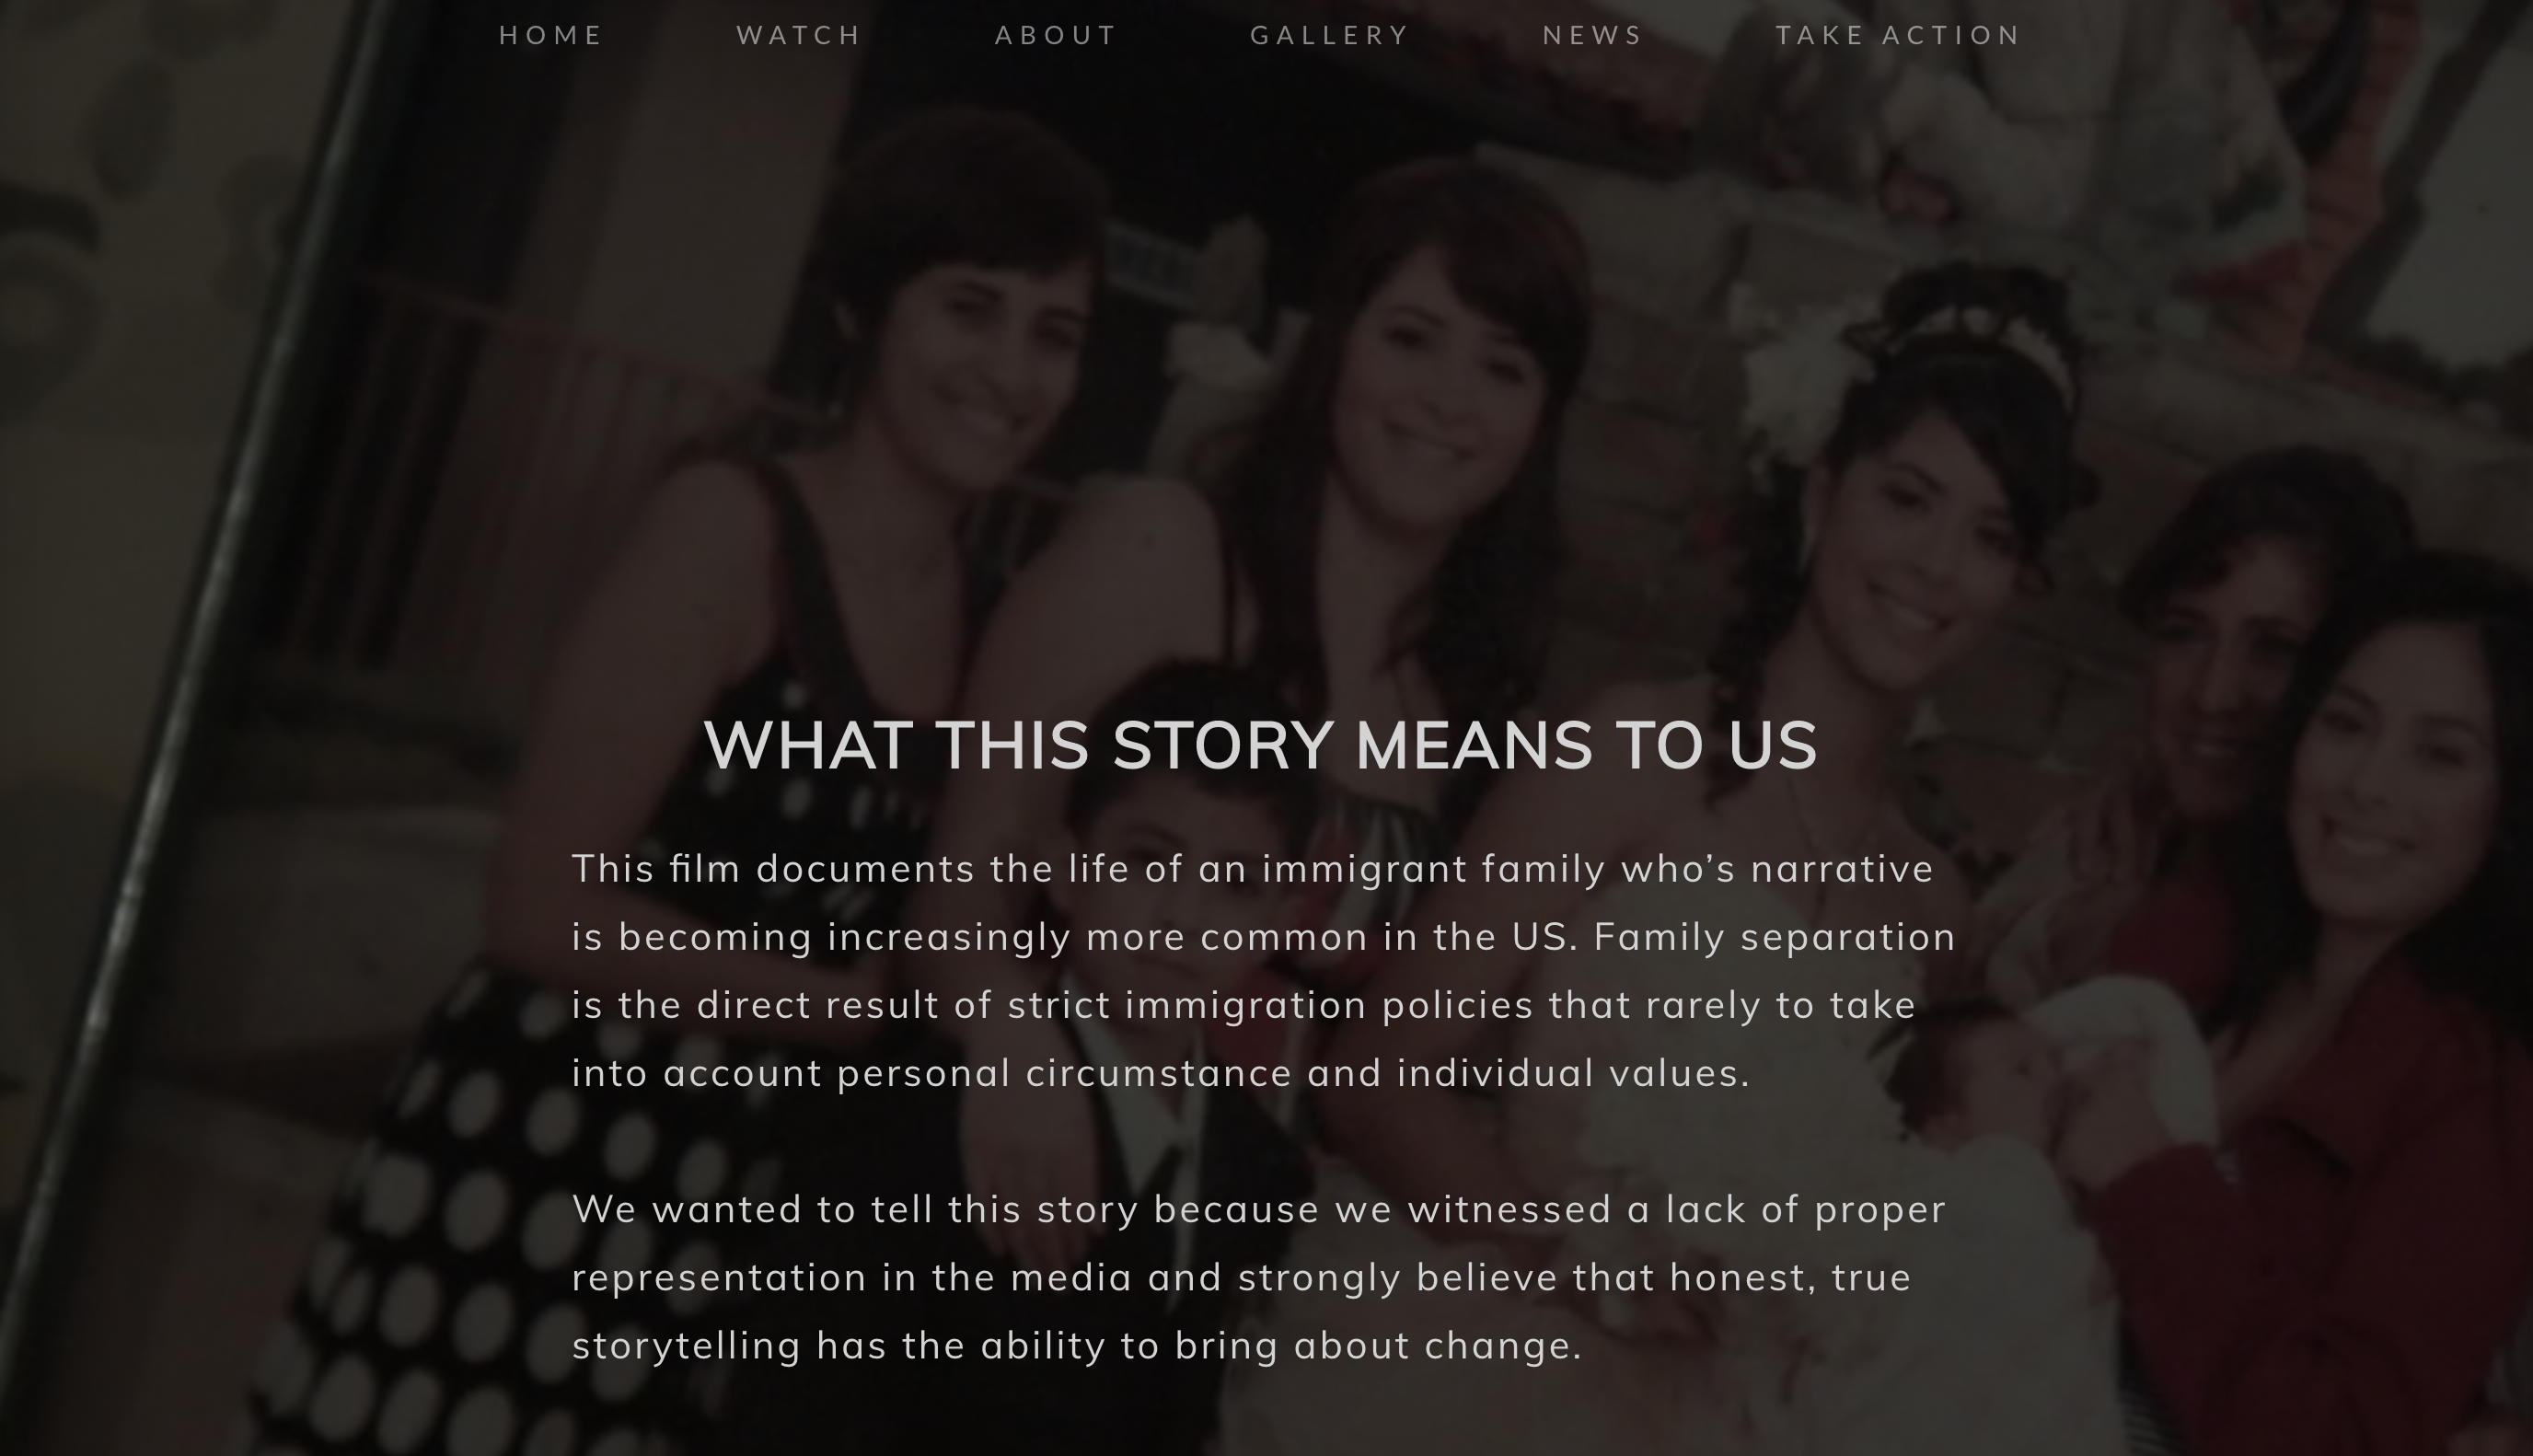 HOME WATCH ABOUT GALLERY NEWS TAKE ACTION
WHAT THIS STORY MEANS TO US
This film documents the life of an immigrant family who’s narrative
is becoming increasingly more common in the US. Family separation
is the direct result of strict immigration policies that rarely to take
into account personal circumstance and individual values.
We wanted to tell this story because we witnessed a lack of proper
representation in the media and strongly believe that honest, true
storytelling has the ability to bring about change.